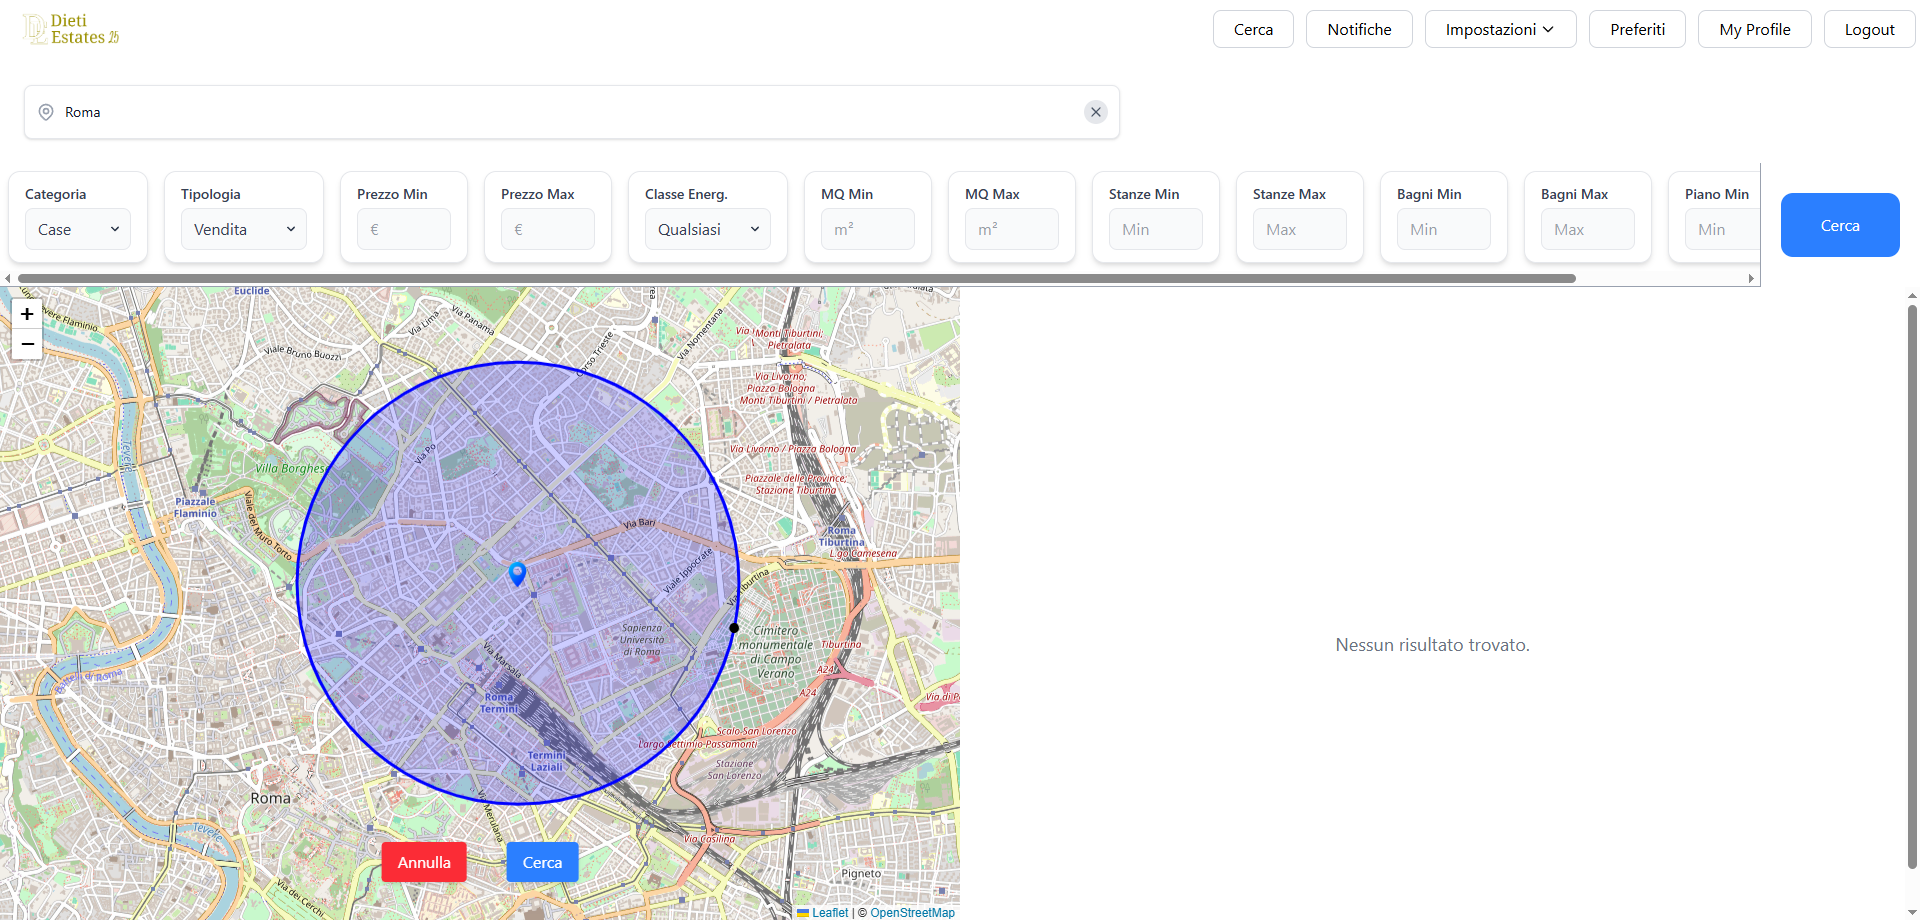 Dieti
Estates 25
Cerca
Notifiche
Impostazioni
Preferiti
My Profile
Logout
Roma
Categoria
Tipologia
Prezzo Min
Prezzo Max
Classe Energ.
MQ Min
MQ Max
Stanze Min
Stanze Max
Bagni Min
Bagni Max
Piano Min
Case
Vendita
€
€
Qualsiasi
m²
m²
Min
Max
Min
Max
Min
Cerca
+
−
Euclide
Via Lima
Via Panama
Viale Bruno Buozzi
Corso Trieste
Via Nomentana
Monti Tiburtini;
Pietralata
Via Livorno;
Piazza Bologna
Monti Tiburtini / Pietralata
Via Po
Villa Borghese
Via Livorno / Piazza Bologna
Piazzale delle Province;
Stazione Tiburtina
Tevere
Piazzale
Flaminio
Viale del Muro Torto
Via Bari
Roma
Tiburtina
L.go Camesena
Viale Ippocrate
Via Tiburtina
Sapienza
Università
di Roma
Cimitero
monumentale
di Campo
Verano
Tiburtina
A24
A24
Via Marsala
Roma
Termini
Scalo San Lorenzo
Largo Settimio Passamonti
Termini
Laziali
Stazione
San Lorenzo
Roma
Via Merulana
Tevere
Via Casilina
Pigneto
Via dei Cerchi
Annulla
Cerca
Leaflet | © OpenStreetMap
Nessun risultato trovato.